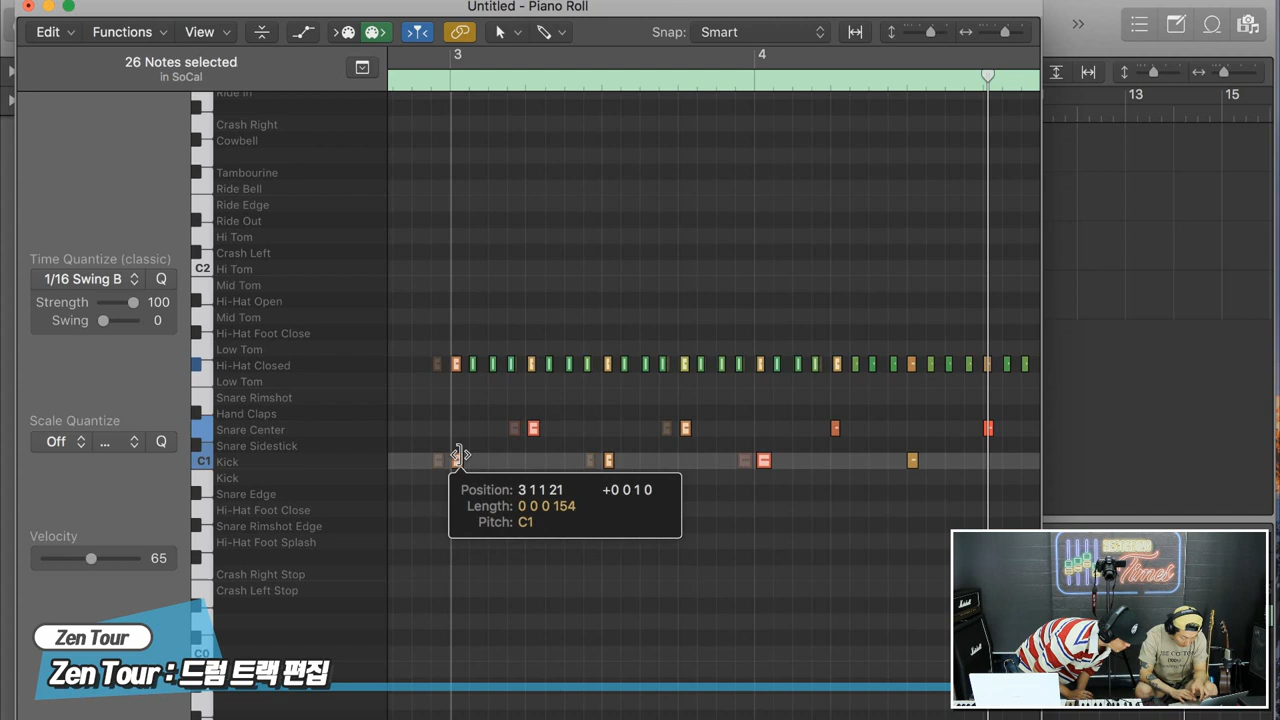 Untitled - Piano Roll
Edit Functions View Snap: Smart
26 Notes selected
in SoCal
3 4
13 15
Ride In
Crash Right
Cowbell
Tambourine
Ride Bell
Ride Edge
Ride Out
Hi Tom
Crash Left
C2 Hi Tom
Mid Tom
Hi-Hat Open
Mid Tom
Hi-Hat Foot Close
Low Tom
Hi-Hat Closed
Low Tom
Snare Rimshot
Hand Claps
Snare Center
Snare Sidestick
C1 Kick
Kick
Snare Edge
Hi-Hat Foot Close
Snare Rimshot Edge
Hi-Hat Foot Splash
Crash Right Stop
Crash Left Stop
C0
Time Quantize (classic)
1/16 Swing B Q
Strength 100
Swing 0
Scale Quantize
Off ... Q
Velocity
65
Position: 3 1 1 21 +0 0 1 0
Length: 0 0 0 154
Pitch: C1
Zen Tour
Zen Tour : 드럼 트랙 편집
Times
Marshall